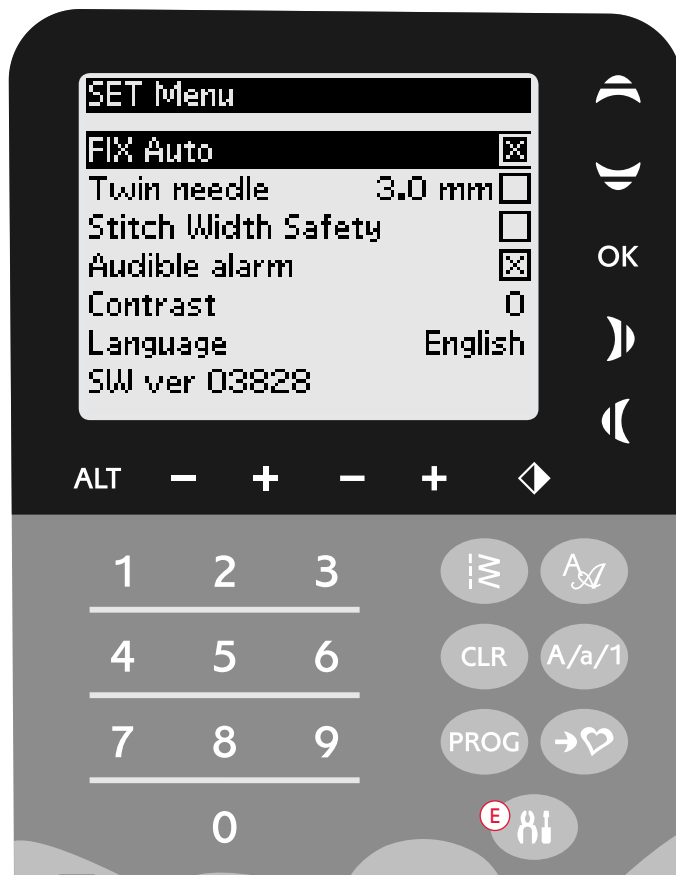 SET Menu
FIX Auto
Twin needle 3.0 mm
Stitch Width Safety
Audible alarm
Contrast 0
Language English
SW ver 03828
OK
ALT - + - +
1 2 3
A
4 5 6 CLR A/a/1
7 8 9 PROG
0 E